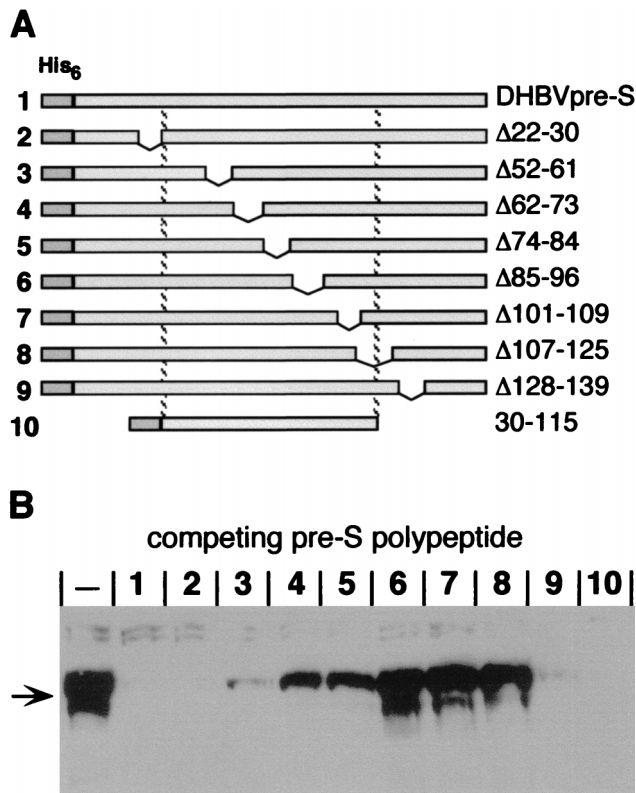 A
His6
1 DHBVpre-S
2 Δ22-30
3 Δ52-61
4 Δ62-73
5 Δ74-84
6 Δ85-96
7 Δ101-109
8 Δ107-125
9 Δ128-139
10 30-115
B
competing pre-S polypeptide
– 1 2 3 4 5 6 7 8 9 10